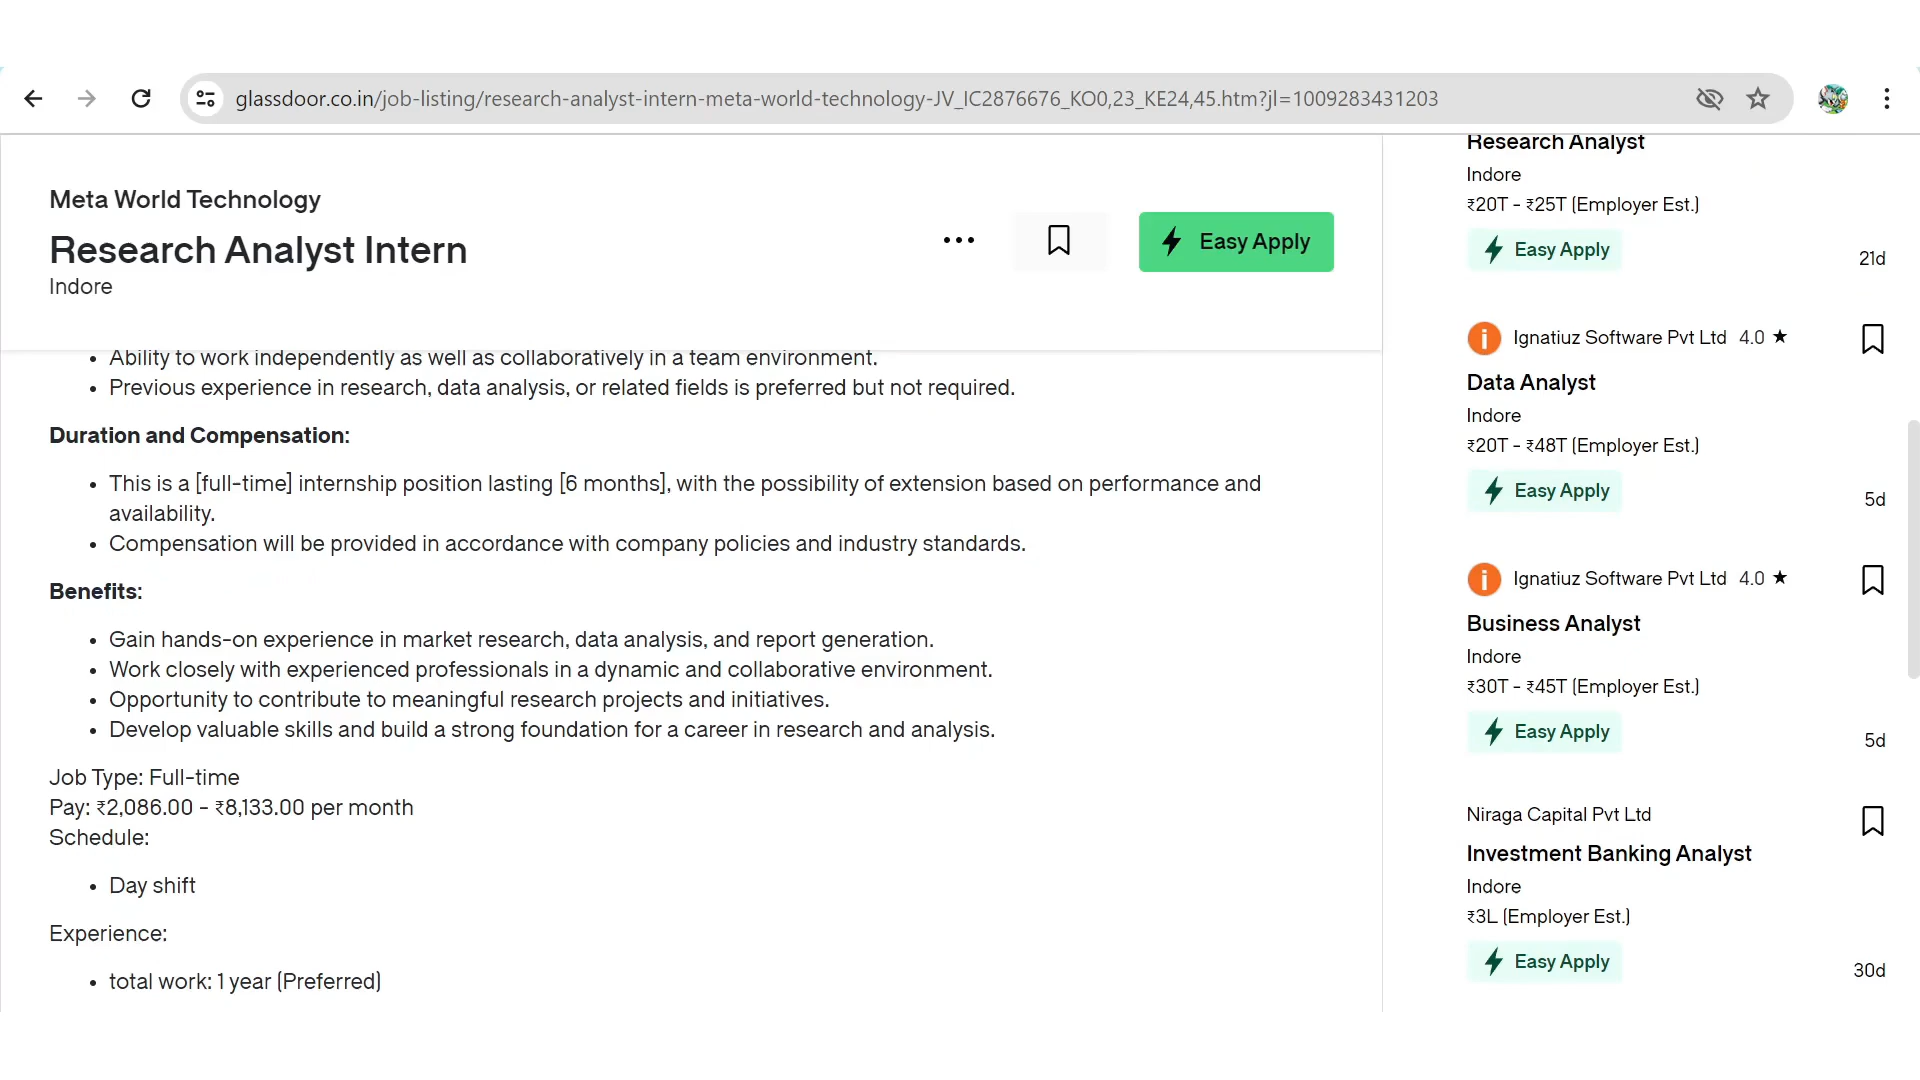 glassdoor.co.in/job-listing/research-analyst-intern-meta-world-technology-JV_IC2876676_KO0,23_KE24,45.htm?jl=1009283431203
Meta World Technology
Research Analyst Intern
Indore
Easy Apply
• Ability to work independently as well as collaboratively in a team environment.
• Previous experience in research, data analysis, or related fields is preferred but not required.
Duration and Compensation:
• This is a [full-time] internship position lasting [6 months], with the possibility of extension based on performance and
availability.
• Compensation will be provided in accordance with company policies and industry standards.
Benefits:
• Gain hands-on experience in market research, data analysis, and report generation.
• Work closely with experienced professionals in a dynamic and collaborative environment.
• Opportunity to contribute to meaningful research projects and initiatives.
• Develop valuable skills and build a strong foundation for a career in research and analysis.
Job Type: Full-time
Pay: ₹2,086.00 - ₹8,133.00 per month
Schedule:
• Day shift
Experience:
• total work: 1 year (Preferred)
Research Analyst
Indore
₹20T - ₹25T (Employer Est.)
Easy Apply
21d
Ignatiuz Software Pvt Ltd 4.0 ★
Data Analyst
Indore
₹20T - ₹48T (Employer Est.)
Easy Apply
5d
Ignatiuz Software Pvt Ltd 4.0 ★
Business Analyst
Indore
₹30T - ₹45T (Employer Est.)
Easy Apply
5d
Niraga Capital Pvt Ltd
Investment Banking Analyst
Indore
₹3L (Employer Est.)
Easy Apply
30d